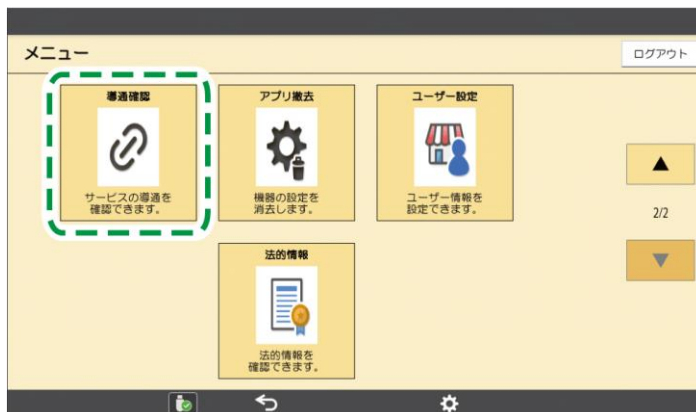 メニュー
ログアウト
導通確認
サービスの導通を
確認できます。
アプリ撤去
機器の設定を
消去します。
ユーザー設定
ユーザー情報を
設定できます。
▲
2/2
▼
法的情報
法的情報を
確認できます。